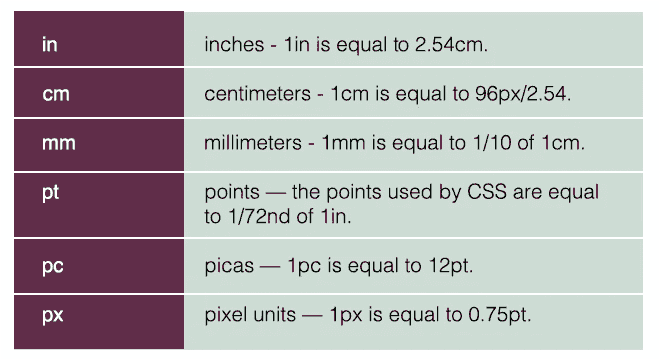 in inches - 1in is equal to 2.54cm.
cm centimeters - 1cm is equal to 96px/2.54.
mm millimeters - 1mm is equal to 1/10 of 1cm.
pt points — the points used by CSS are equal
to 1/72nd of 1in.
pc picas — 1pc is equal to 12pt.
px pixel units — 1px is equal to 0.75pt.